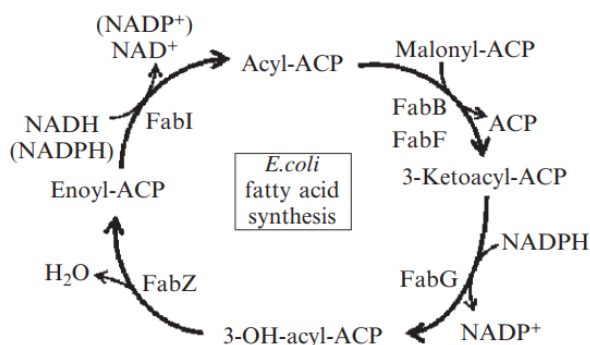 (NADP⁺)
NAD⁺
Acyl-ACP
Malonyl-ACP
FabB
FabF
ACP
3-Ketoacyl-ACP
NADPH
FabG
NADP⁺
3-OH-acyl-ACP
FabZ
H₂O
Enoyl-ACP
NADH
(NADPH)
FabI
E.coli
fatty acid
synthesis